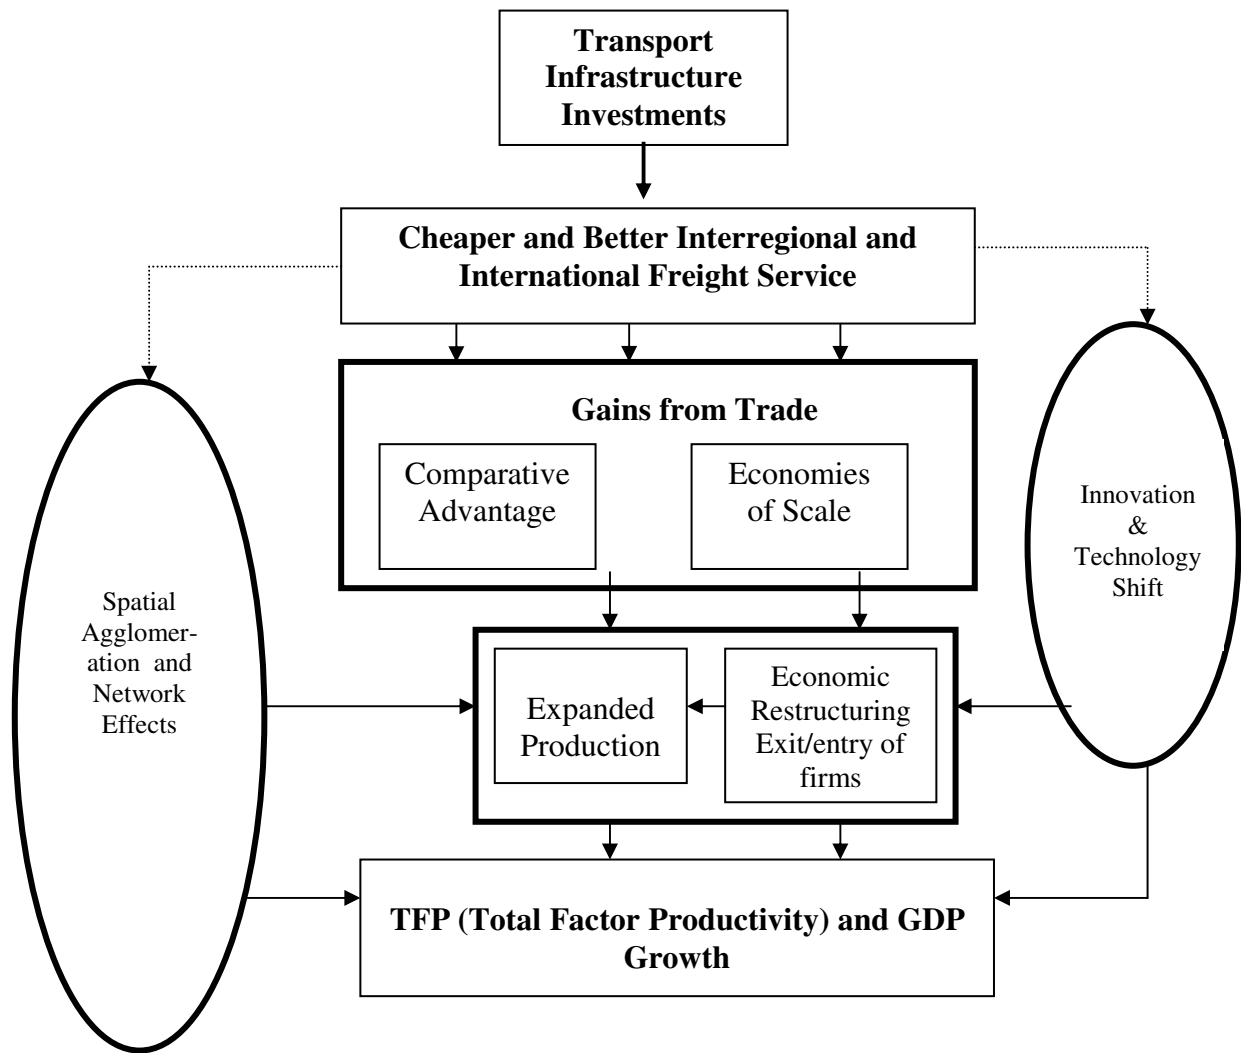 Transport
Infrastructure
Investments
Cheaper and Better Interregional and
International Freight Service
Gains from Trade
Comparative
Advantage
Economies
of Scale
Innovation
&
Technology
Shift
Spatial
Agglomer-
ation and
Network
Effects
Expanded
Production
Economic
Restructuring
Exit/entry of
firms
TFP (Total Factor Productivity) and GDP
Growth